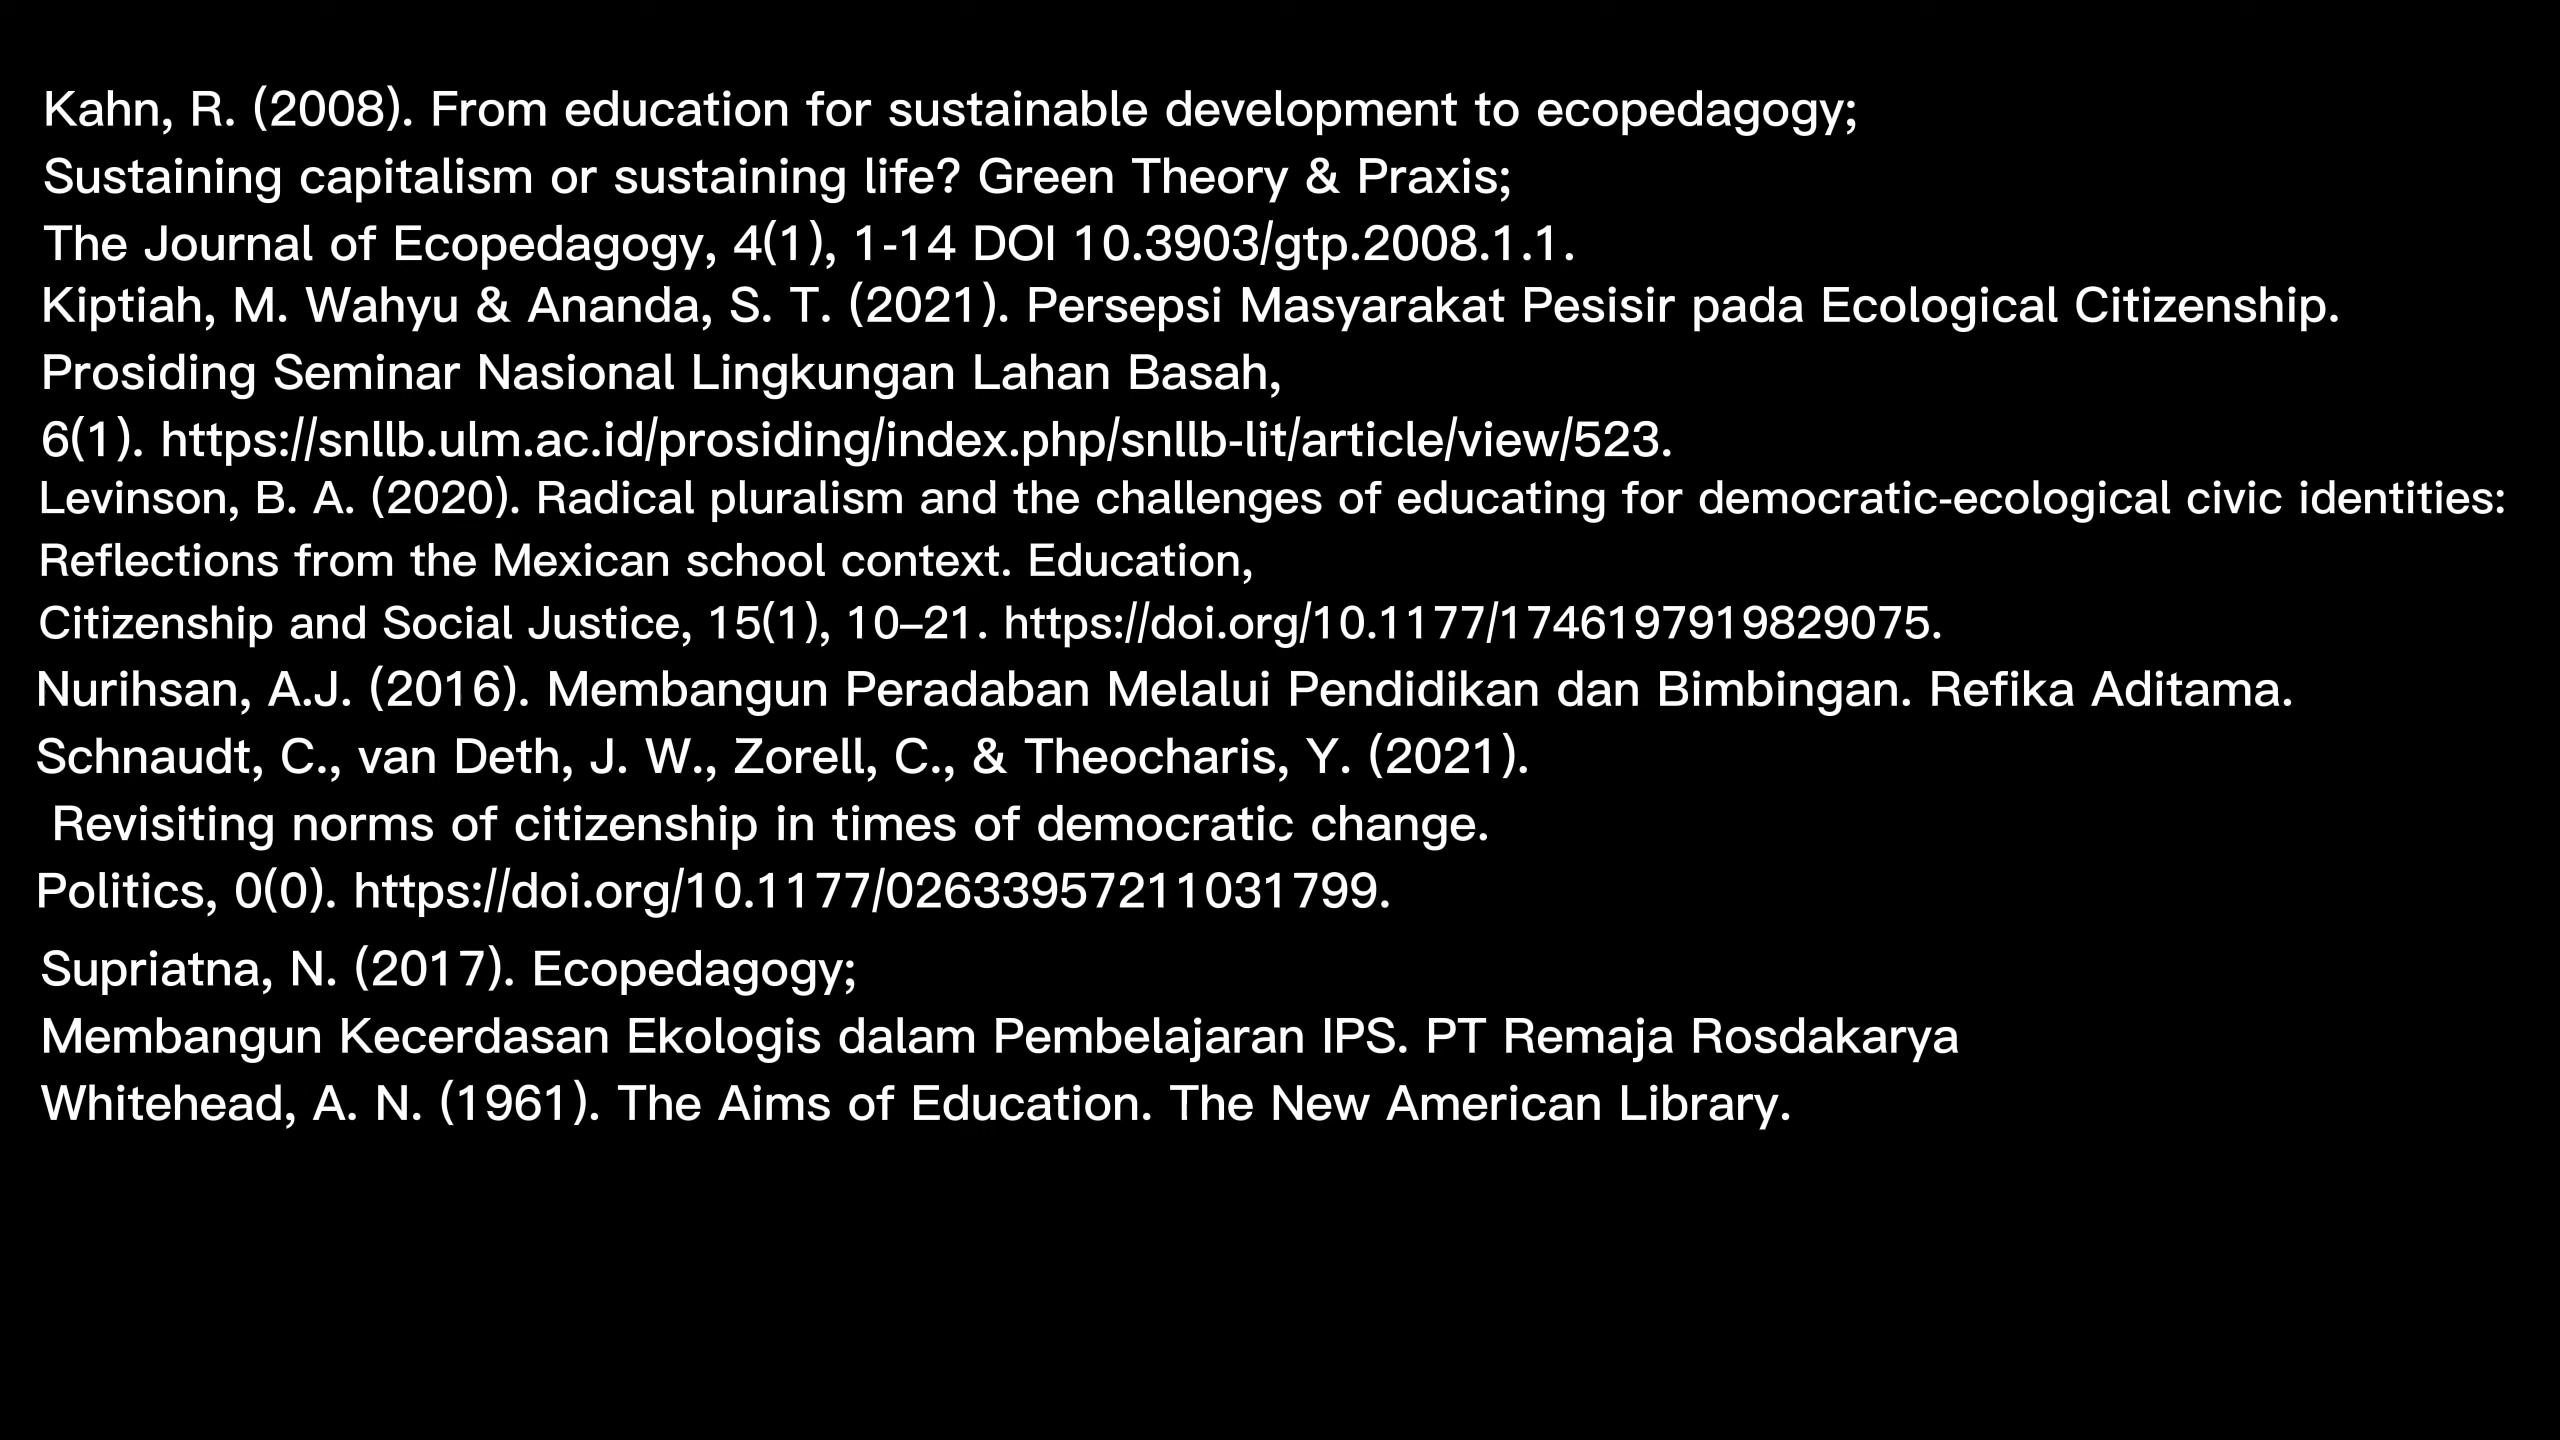 Kahn, R. (2008). From education for sustainable development to ecopedagogy;
Sustaining capitalism or sustaining life? Green Theory & Praxis;
The Journal of Ecopedagogy, 4(1), 1-14 DOI 10.3903/gtp.2008.1.1.
Kiptiah, M. Wahyu & Ananda, S. T. (2021). Persepsi Masyarakat Pesisir pada Ecological Citizenship.
Prosiding Seminar Nasional Lingkungan Lahan Basah,
6(1). https://snllb.ulm.ac.id/prosiding/index.php/snllb-lit/article/view/523.
Levinson, B. A. (2020). Radical pluralism and the challenges of educating for democratic-ecological civic identities:
Reflections from the Mexican school context. Education,
Citizenship and Social Justice, 15(1), 10–21. https://doi.org/10.1177/1746197919829075.
Nurihsan, A.J. (2016). Membangun Peradaban Melalui Pendidikan dan Bimbingan. Refika Aditama.
Schnaudt, C., van Deth, J. W., Zorell, C., & Theocharis, Y. (2021).
Revisiting norms of citizenship in times of democratic change.
Politics, 0(0). https://doi.org/10.1177/02633957211031799.
Supriatna, N. (2017). Ecopedagogy;
Membangun Kecerdasan Ekologis dalam Pembelajaran IPS. PT Remaja Rosdakarya
Whitehead, A. N. (1961). The Aims of Education. The New American Library.